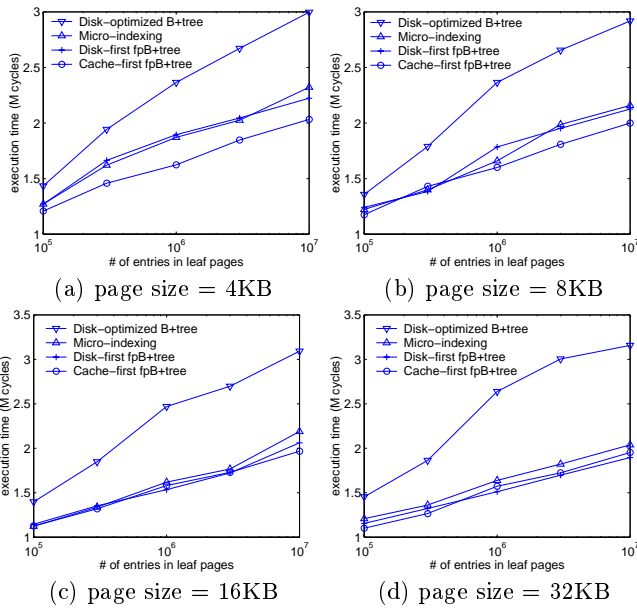 3
2.5
2
1.5
1
execution time (M cycles)
Disk−optimized B+tree
Micro−indexing
Disk−first fpB+tree
Cache−first fpB+tree
10^5 10^6 10^7
# of entries in leaf pages
(a) page size = 4KB
3
2.5
2
1.5
1
execution time (M cycles)
Disk−optimized B+tree
Micro−indexing
Disk−first fpB+tree
Cache−first fpB+tree
10^5 10^6 10^7
# of entries in leaf pages
(b) page size = 8KB
3.5
3
2.5
2
1.5
1
execution time (M cycles)
Disk−optimized B+tree
Micro−indexing
Disk−first fpB+tree
Cache−first fpB+tree
10^5 10^6 10^7
# of entries in leaf pages
(c) page size = 16KB
3.5
3
2.5
2
1.5
1
execution time (M cycles)
Disk−optimized B+tree
Micro−indexing
Disk−first fpB+tree
Cache−first fpB+tree
10^5 10^6 10^7
# of entries in leaf pages
(d) page size = 32KB